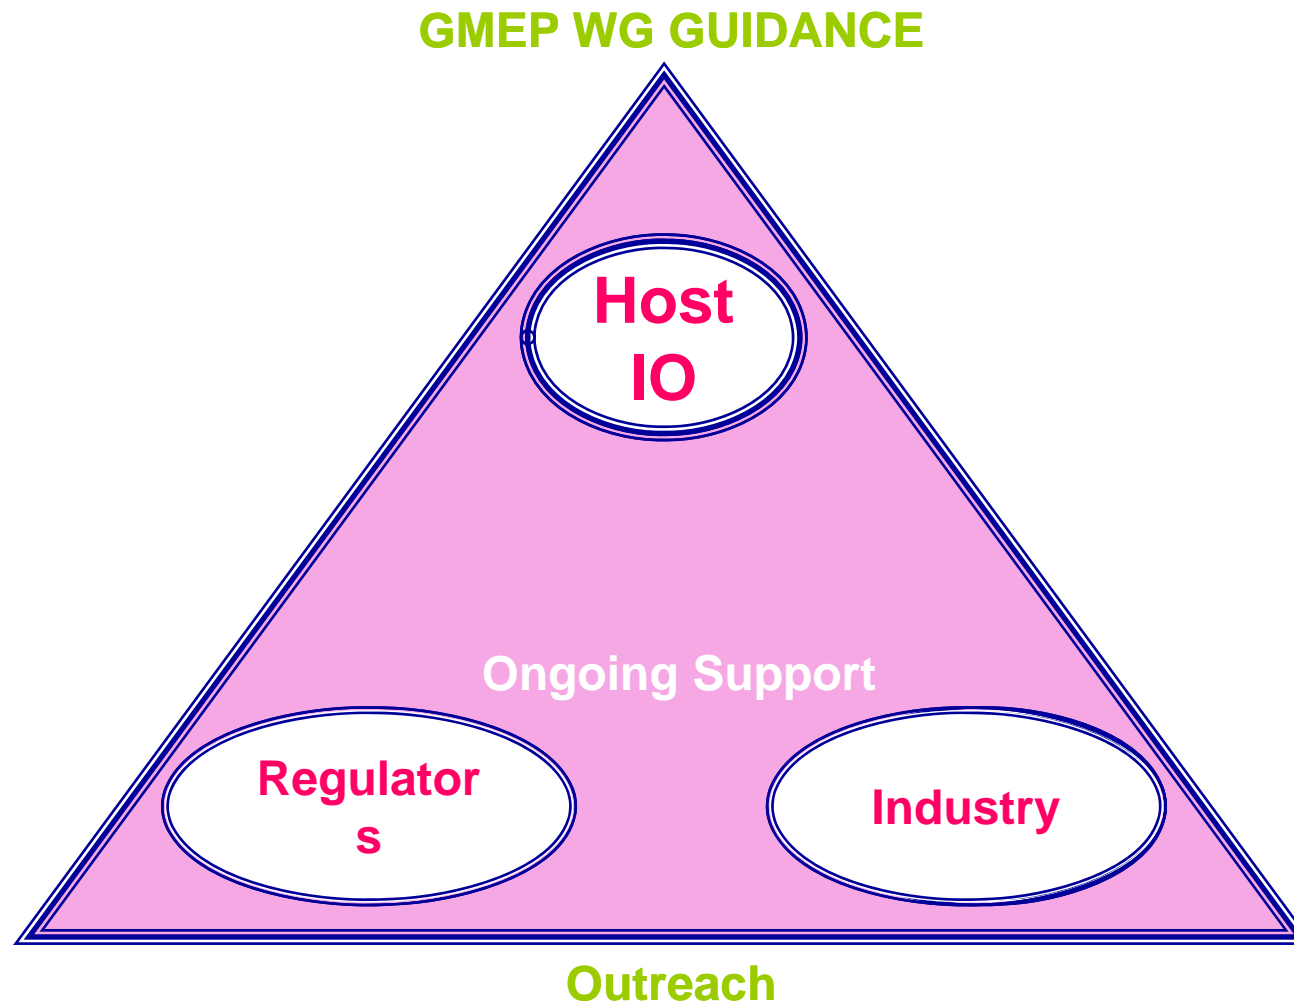 GMEP WG GUIDANCE
Host
IO
Ongoing Support
Regulator
s
Industry
Outreach